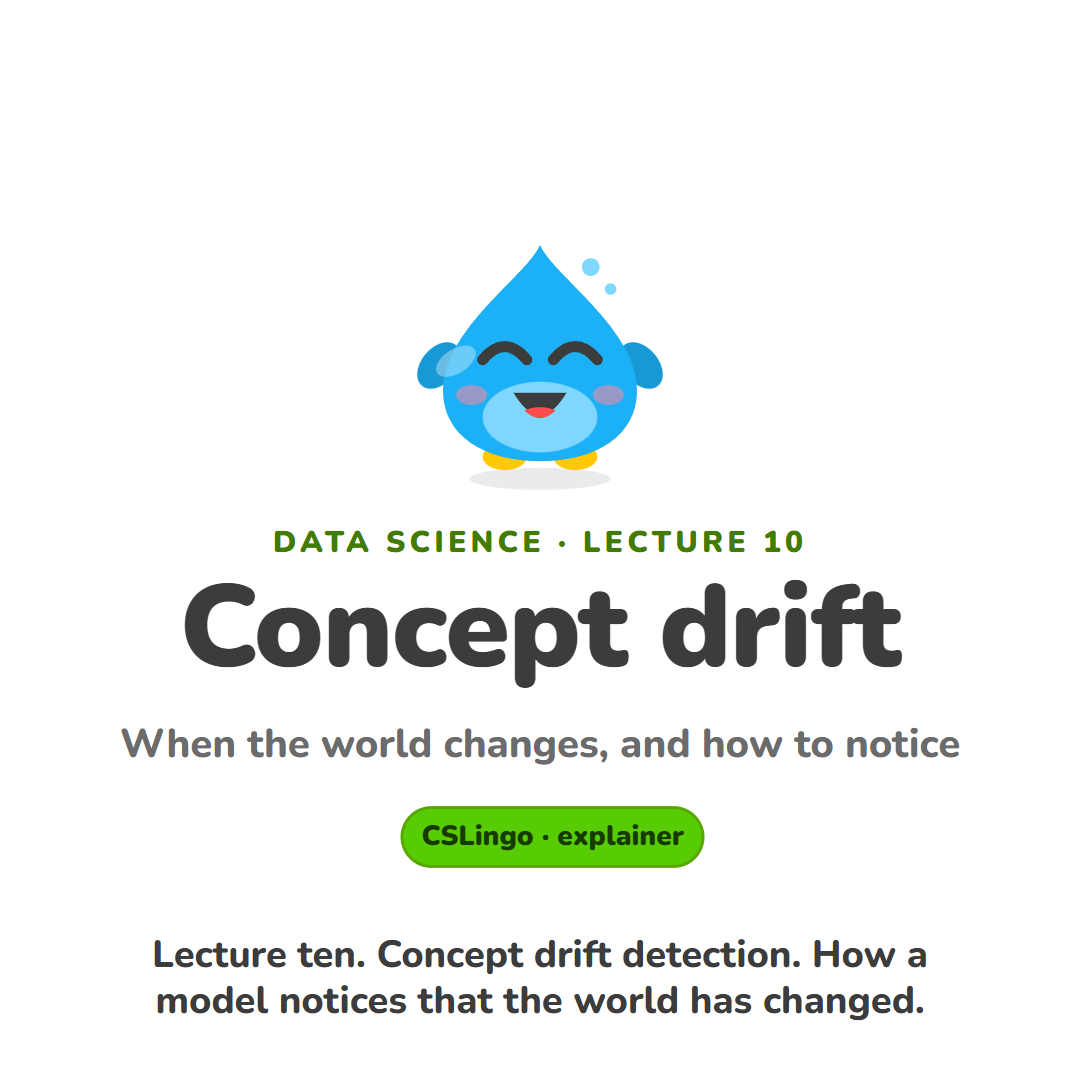 DATA SCIENCE · LECTURE 10
Concept drift
When the world changes, and how to notice
CSLingo · explainer
Lecture ten. Concept drift detection. How a
model notices that the world has changed.